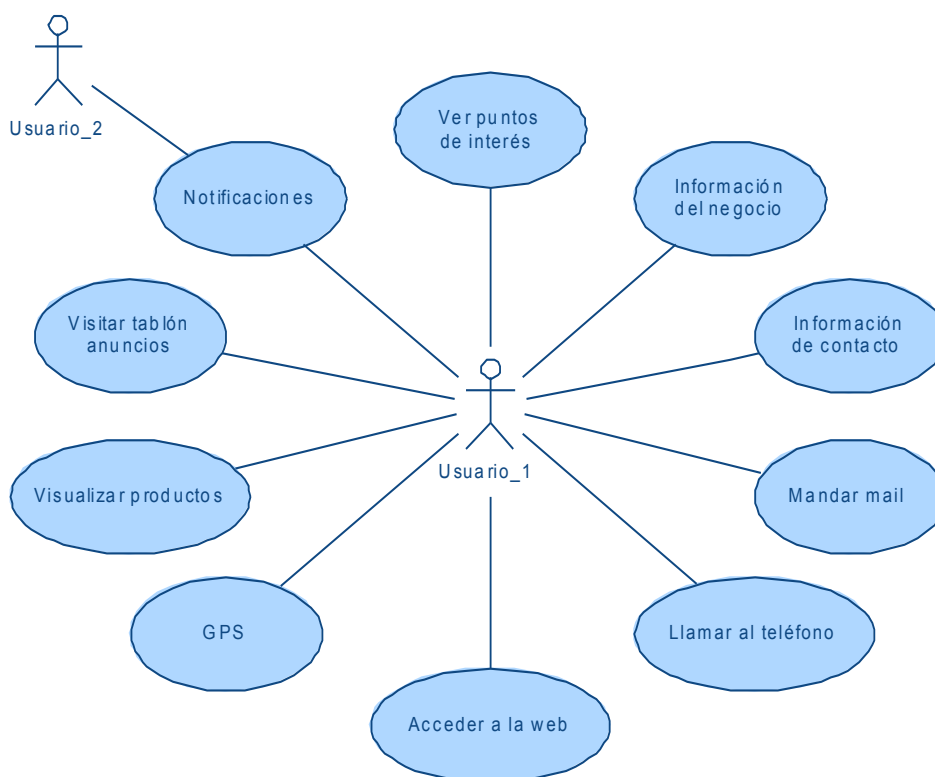 Usuario_2
Ver puntos
de interés
Notificaciones
Información
del negocio
Visitar tablón
anuncios
Información
de contacto
Usuario_1
Visualizar productos
Mandar mail
GPS
Llamar al teléfono
Acceder a la web